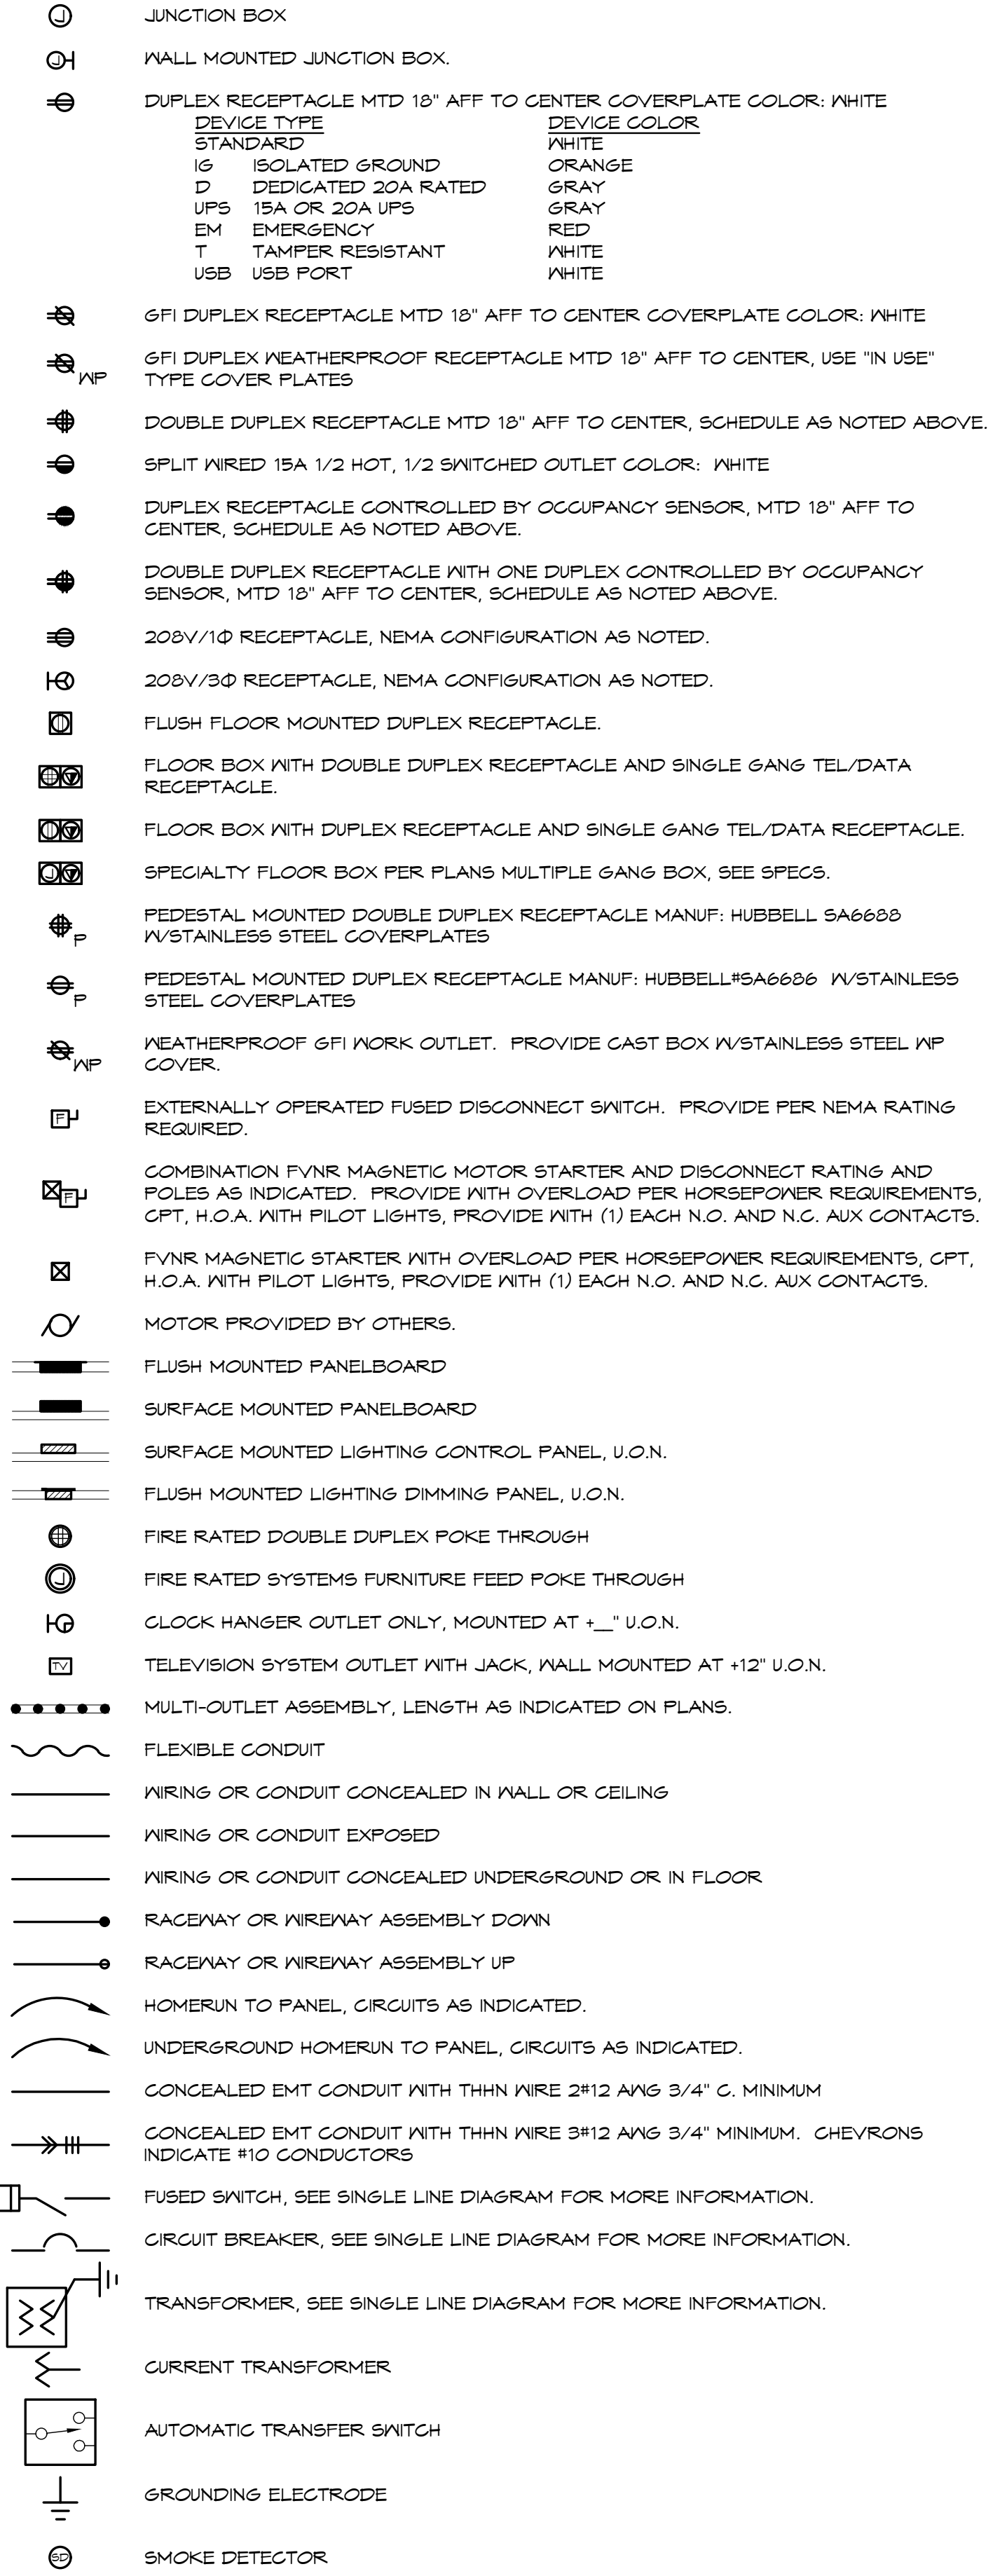 J JUNCTION BOX
J WALL MOUNTED JUNCTION BOX.
DUPLEX RECEPTACLE MTD 18" AFF TO CENTER COVERPLATE COLOR: WHITE
DEVICE TYPE DEVICE COLOR
STANDARD WHITE
IG ISOLATED GROUND ORANGE
D DEDICATED 20A RATED GRAY
UPS 15A OR 20A UPS GRAY
EM EMERGENCY RED
T TAMPER RESISTANT WHITE
USB USB PORT WHITE
GFI DUPLEX RECEPTACLE MTD 18" AFF TO CENTER COVERPLATE COLOR: WHITE
GFI DUPLEX WEATHERPROOF RECEPTACLE MTD 18" AFF TO CENTER, USE "IN USE"
WP TYPE COVER PLATES
DOUBLE DUPLEX RECEPTACLE MTD 18" AFF TO CENTER, SCHEDULE AS NOTED ABOVE.
SPLIT WIRED 15A 1/2 HOT, 1/2 SWITCHED OUTLET COLOR: WHITE
DUPLEX RECEPTACLE CONTROLLED BY OCCUPANCY SENSOR, MTD 18" AFF TO
CENTER, SCHEDULE AS NOTED ABOVE.
DOUBLE DUPLEX RECEPTACLE WITH ONE DUPLEX CONTROLLED BY OCCUPANCY
SENSOR, MTD 18" AFF TO CENTER, SCHEDULE AS NOTED ABOVE.
208V/1Φ RECEPTACLE, NEMA CONFIGURATION AS NOTED.
208V/3Φ RECEPTACLE, NEMA CONFIGURATION AS NOTED.
FLUSH FLOOR MOUNTED DUPLEX RECEPTACLE.
FLOOR BOX WITH DOUBLE DUPLEX RECEPTACLE AND SINGLE GANG TEL/DATA
RECEPTACLE.
FLOOR BOX WITH DUPLEX RECEPTACLE AND SINGLE GANG TEL/DATA RECEPTACLE.
J SPECIALTY FLOOR BOX PER PLANS MULTIPLE GANG BOX, SEE SPECS.
PEDESTAL MOUNTED DOUBLE DUPLEX RECEPTACLE MANUF: HUBBELL SA6688
P W/STAINLESS STEEL COVERPLATES
PEDESTAL MOUNTED DUPLEX RECEPTACLE MANUF: HUBBELL#SA6686 W/STAINLESS
P STEEL COVERPLATES
WEATHERPROOF GFI WORK OUTLET. PROVIDE CAST BOX W/STAINLESS STEEL WP
WP COVER.
F EXTERNALLY OPERATED FUSED DISCONNECT SWITCH. PROVIDE PER NEMA RATING
REQUIRED.
COMBINATION FVNR MAGNETIC MOTOR STARTER AND DISCONNECT RATING AND
F POLES AS INDICATED. PROVIDE WITH OVERLOAD PER HORSEPOWER REQUIREMENTS,
CPT, H.O.A. WITH PILOT LIGHTS, PROVIDE WITH (1) EACH N.O. AND N.C. AUX CONTACTS.
FVNR MAGNETIC STARTER WITH OVERLOAD PER HORSEPOWER REQUIREMENTS, CPT,
H.O.A. WITH PILOT LIGHTS, PROVIDE WITH (1) EACH N.O. AND N.C. AUX CONTACTS.
MOTOR PROVIDED BY OTHERS.
FLUSH MOUNTED PANELBOARD
SURFACE MOUNTED PANELBOARD
SURFACE MOUNTED LIGHTING CONTROL PANEL, U.O.N.
FLUSH MOUNTED LIGHTING DIMMING PANEL, U.O.N.
FIRE RATED DOUBLE DUPLEX POKE THROUGH
J FIRE RATED SYSTEMS FURNITURE FEED POKE THROUGH
CLOCK HANGER OUTLET ONLY, MOUNTED AT +__" U.O.N.
TV TELEVISION SYSTEM OUTLET WITH JACK, WALL MOUNTED AT +12" U.O.N.
MULTI-OUTLET ASSEMBLY, LENGTH AS INDICATED ON PLANS.
FLEXIBLE CONDUIT
WIRING OR CONDUIT CONCEALED IN WALL OR CEILING
WIRING OR CONDUIT EXPOSED
WIRING OR CONDUIT CONCEALED UNDERGROUND OR IN FLOOR
RACEWAY OR WIREWAY ASSEMBLY DOWN
RACEWAY OR WIREWAY ASSEMBLY UP
HOMERUN TO PANEL, CIRCUITS AS INDICATED.
UNDERGROUND HOMERUN TO PANEL, CIRCUITS AS INDICATED.
CONCEALED EMT CONDUIT WITH THHN WIRE 2#12 AWG 3/4" C. MINIMUM
CONCEALED EMT CONDUIT WITH THHN WIRE 3#12 AWG 3/4" MINIMUM. CHEVRONS
INDICATE #10 CONDUCTORS
FUSED SWITCH, SEE SINGLE LINE DIAGRAM FOR MORE INFORMATION.
CIRCUIT BREAKER, SEE SINGLE LINE DIAGRAM FOR MORE INFORMATION.
TRANSFORMER, SEE SINGLE LINE DIAGRAM FOR MORE INFORMATION.
CURRENT TRANSFORMER
AUTOMATIC TRANSFER SWITCH
GROUNDING ELECTRODE
SD SMOKE DETECTOR